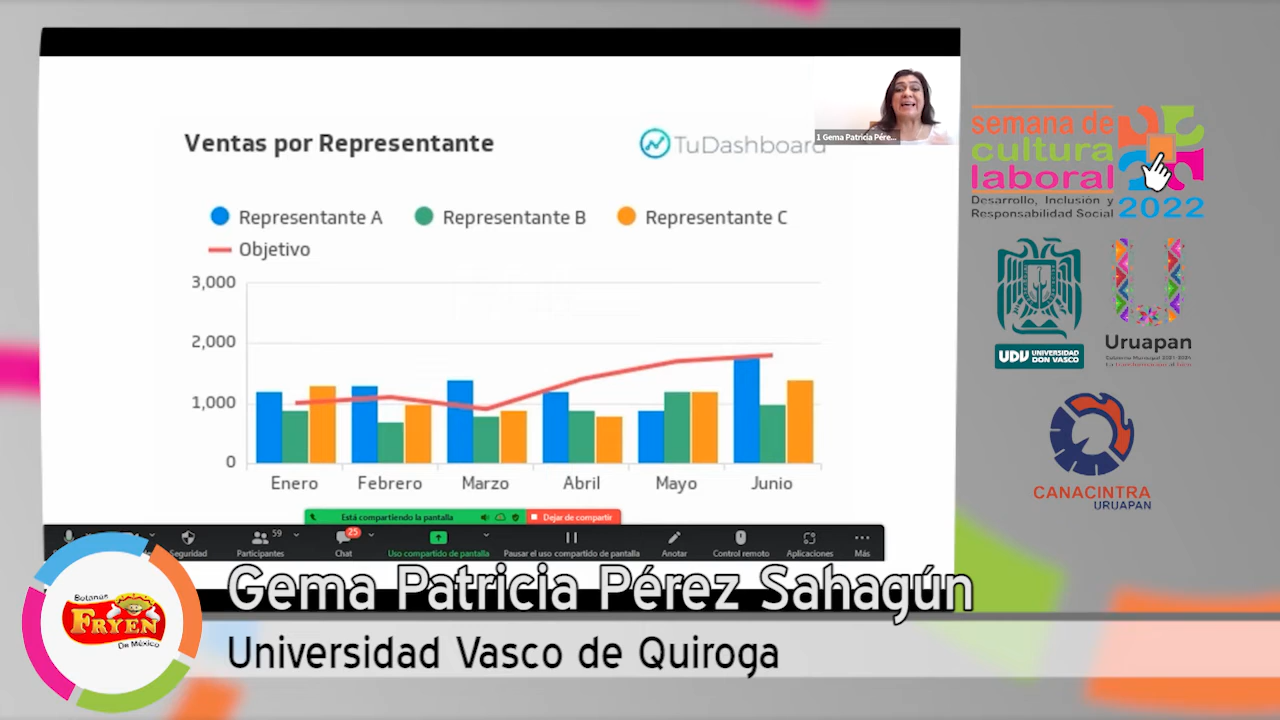 1 Gema Patricia Pére...
Ventas por Representante
TuDashboard
Representante A
Representante B
Representante C
Objetivo
3,000
2,000
1,000
0
Enero
Febrero
Marzo
Abril
Mayo
Junio
Está compartiendo la pantalla
Dejar de compartir
Seguridad
59
Participantes
25
Chat
Uso compartido de pantalla
Pausar el uso compartido de pantalla
Anotar
Control remoto
Aplicaciones
Más
semana de
cultura
laboral
Desarrollo, Inclusión y
Responsabilidad Social
2022
UDV UNIVERSIDAD
DON VASCO
Uruapan
Gobierno Municipal 2021-2024
CANACINTRA
URUAPAN
Botanas
FRYEN
De México
Gema Patricia Pérez Sahagún
Universidad Vasco de Quiroga